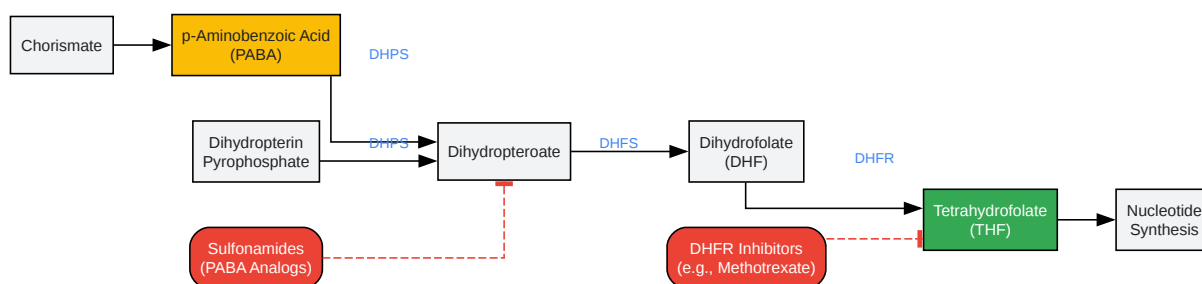 Chorismate
p-Aminobenzoic Acid
(PABA)
DHPS
Dihydropterin
Pyrophosphate
DHPS
Dihydropteroate
DHFS
Dihydrofolate
(DHF)
DHFR
Tetrahydrofolate
(THF)
Nucleotide
Synthesis
Sulfonamides
(PABA Analogs)
DHFR Inhibitors
(e.g., Methotrexate)